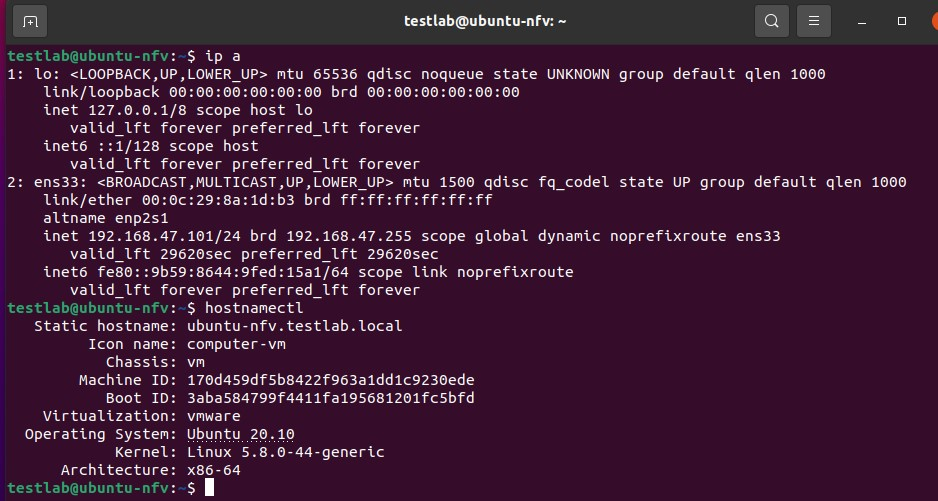 testlab@ubuntu-nfv: ~
testlab@ubuntu-nfv:~$ ip a
1: lo: <LOOPBACK,UP,LOWER_UP> mtu 65536 qdisc noqueue state UNKNOWN group default qlen 1000
    link/loopback 00:00:00:00:00:00 brd 00:00:00:00:00:00
    inet 127.0.0.1/8 scope host lo
       valid_lft forever preferred_lft forever
    inet6 ::1/128 scope host
       valid_lft forever preferred_lft forever
2: ens33: <BROADCAST,MULTICAST,UP,LOWER_UP> mtu 1500 qdisc fq_codel state UP group default qlen 1000
    link/ether 00:0c:29:8a:1d:b3 brd ff:ff:ff:ff:ff:ff
    altname enp2s1
    inet 192.168.47.101/24 brd 192.168.47.255 scope global dynamic noprefixroute ens33
       valid_lft 29620sec preferred_lft 29620sec
    inet6 fe80::9b59:8644:9fed:15a1/64 scope link noprefixroute
       valid_lft forever preferred_lft forever
testlab@ubuntu-nfv:~$ hostnamectl
   Static hostname: ubuntu-nfv.testlab.local
         Icon name: computer-vm
           Chassis: vm
        Machine ID: 170d459df5b8422f963a1dd1c9230ede
           Boot ID: 3aba584799f4411fa195681201fc5bfd
    Virtualization: vmware
  Operating System: Ubuntu 20.10
            Kernel: Linux 5.8.0-44-generic
      Architecture: x86-64
testlab@ubuntu-nfv:~$